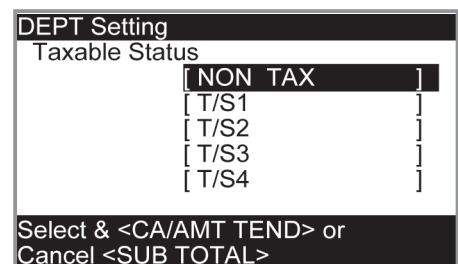 DEPT Setting
Taxable Status
[ NON TAX ]
[ T/S1 ]
[ T/S2 ]
[ T/S3 ]
[ T/S4 ]
Select & <CA/AMT TEND> or
Cancel <SUB TOTAL>